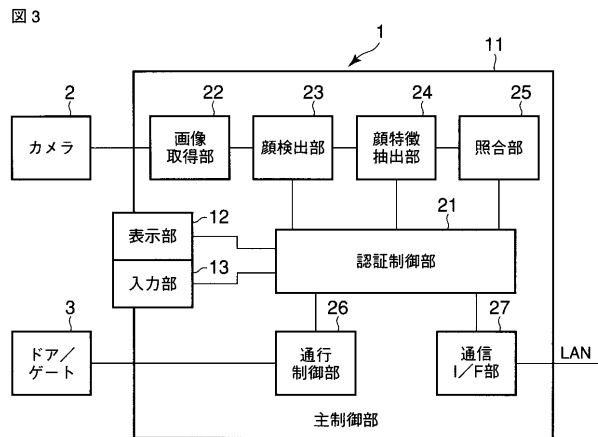 図3
1
11
2
22
23
24
25
カメラ
画像
取得部
顔検出部
顔特徴
抽出部
照合部
12
21
表示部
認証制御部
13
入力部
3
26
27
ドア／
ゲート
通行
制御部
通信
I／F部
LAN
主制御部